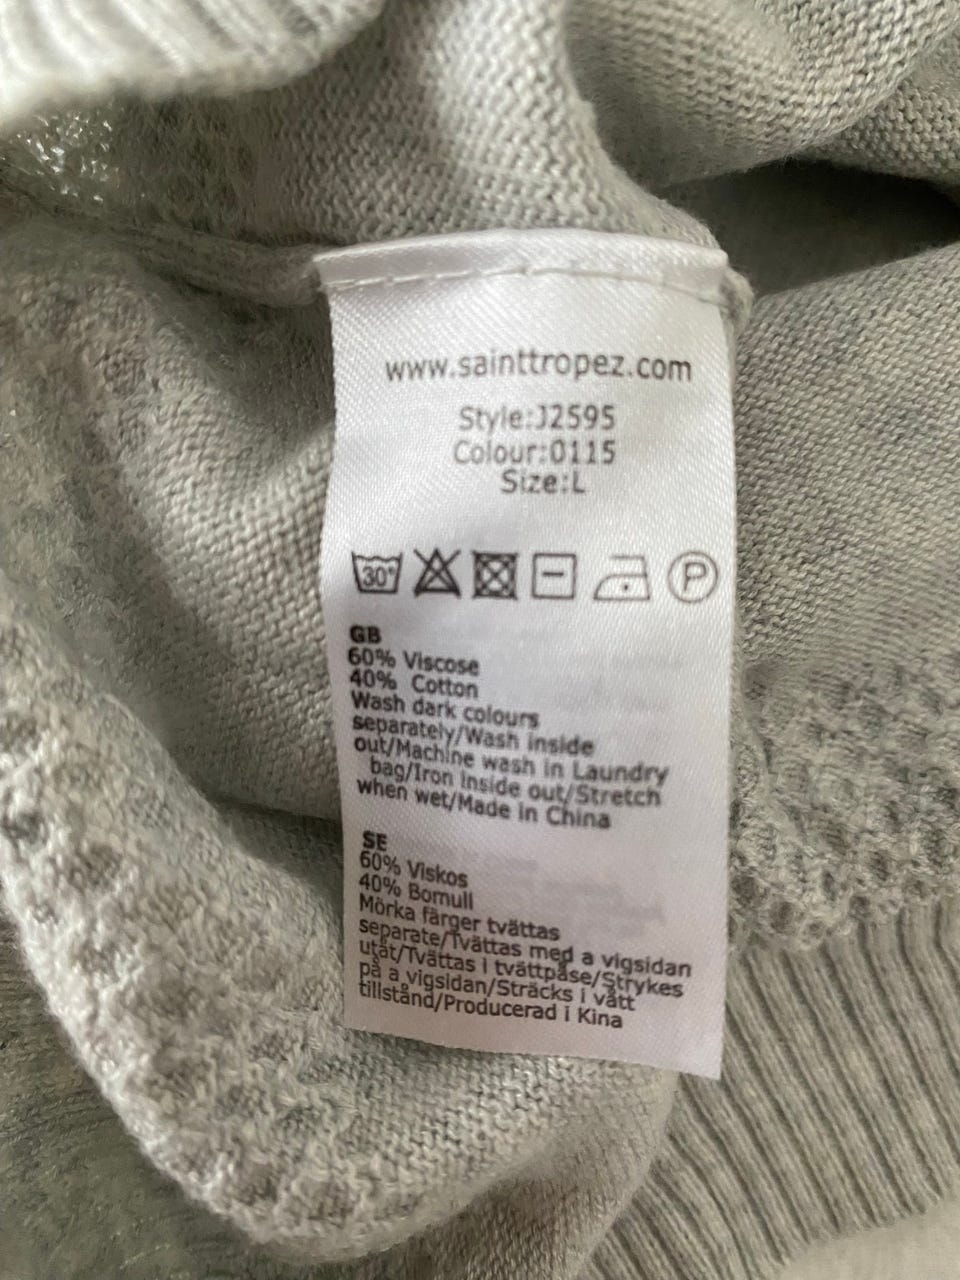 www.sainttropez.com
Style:J2595
Colour:0115
Size:L
30°
P
GB
60% Viscose
40% Cotton
Wash dark colours
separately/Wash inside
out/Machine wash in Laundry
bag/Iron inside out/Stretch
when wet/Made in China
SE
60% Viskos
40% Bomull
Mörka färger tvättas
separate/Tvättas med a vigsidan
utåt/Tvättas i tvättpåse/Strykes
på a vigsidan/Sträcks i vått
tillstånd/Producerad i Kina